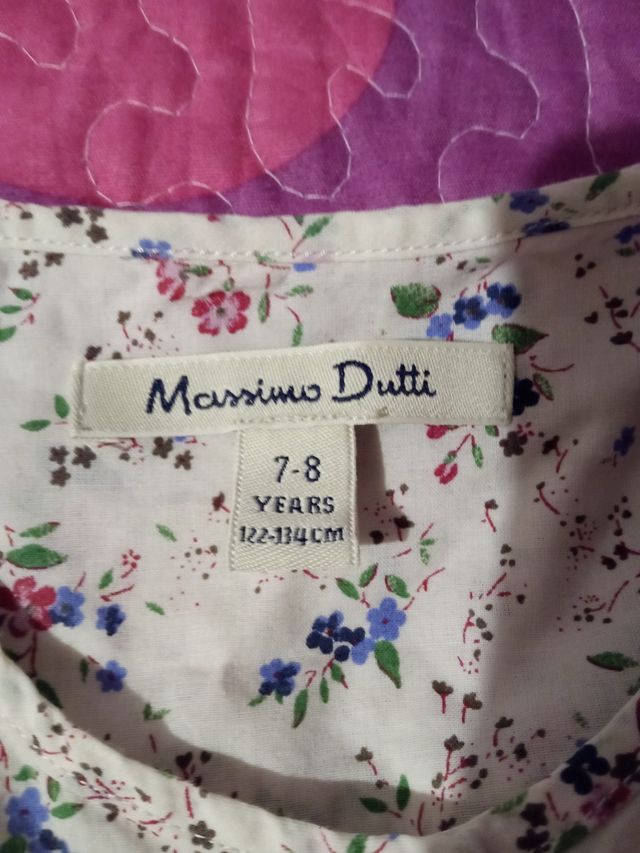 Massimo Dutti
7-8
YEARS
122-134CM